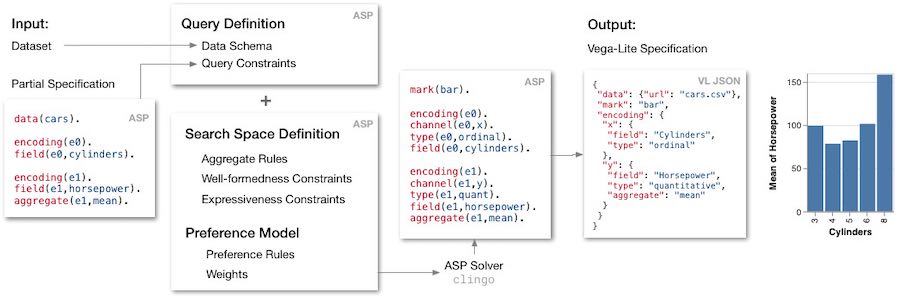 Input:
Dataset
Partial Specification
ASP
data(cars).
encoding(e0).
field(e0,cylinders).
encoding(e1).
field(e1,horsepower).
aggregate(e1,mean).
ASP
Query Definition
Data Schema
Query Constraints
+
ASP
Search Space Definition
Aggregate Rules
Well-formedness Constraints
Expressiveness Constraints
Preference Model
Preference Rules
Weights
ASP
mark(bar).
encoding(e0).
channel(e0,x).
type(e0,ordinal).
field(e0,cylinders).
encoding(e1).
channel(e1,y).
type(e1,quant).
field(e1,horsepower).
aggregate(e1,mean).
ASP Solver
clingo
Output:
Vega-Lite Specification
VL JSON
{
"data": {"url": "cars.csv"},
"mark": "bar",
"encoding": {
"x": {
"field": "Cylinders",
"type": "ordinal"
},
"y": {
"field": "Horsepower",
"type": "quantitative",
"aggregate": "mean"
}
}
}
Mean of Horsepower
150
100
50
0
3 4 5 6 8
Cylinders